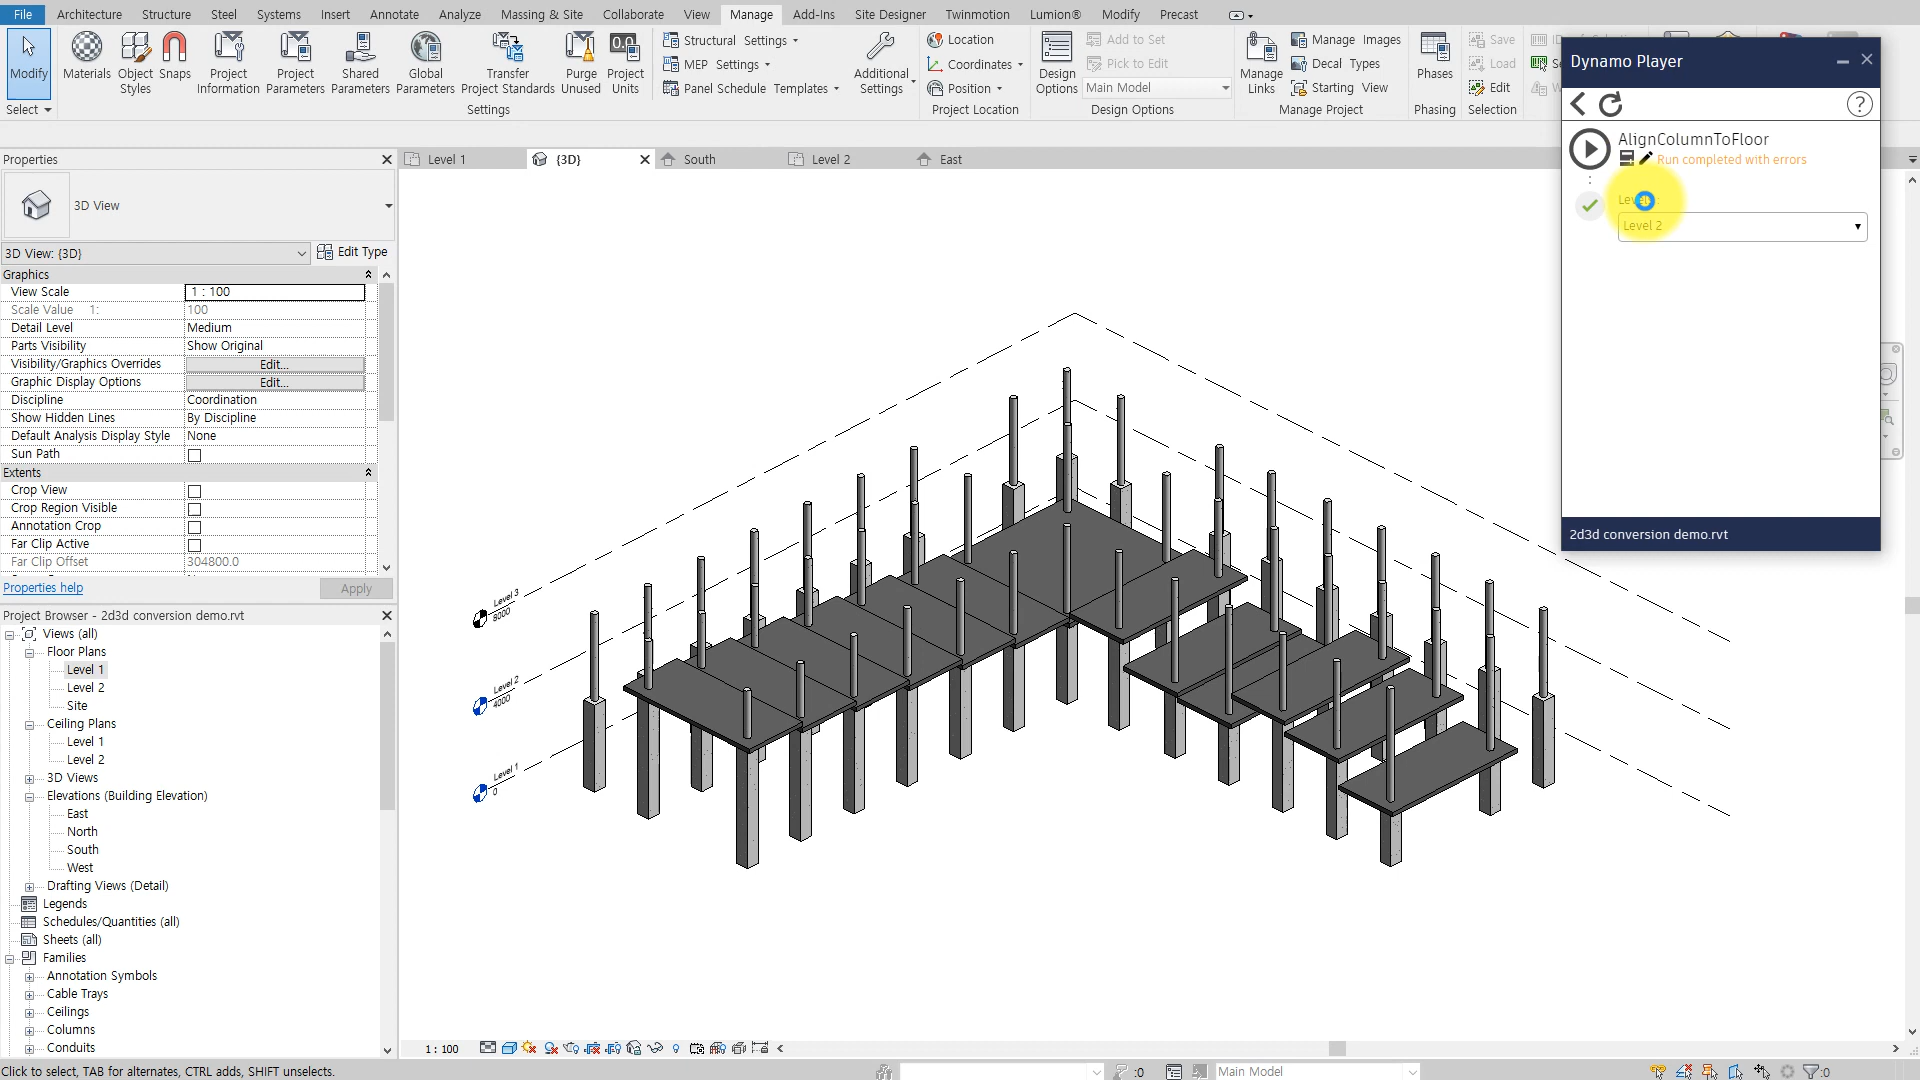 File Architecture Structure Steel Systems Insert Annotate Analyze Massing & Site Collaborate View Manage Add-Ins Site Designer Twinmotion Lumion® Modify Precast
Modify
Select
Materials
Object Styles
Snaps
Project Information
Project Parameters
Shared Parameters
Global Parameters
Transfer Project Standards
Purge Unused
Project Units
Structural Settings
MEP Settings
Panel Schedule Templates
Additional Settings
Settings
Location
Coordinates
Position
Project Location
Design Options
Add to Set
Pick to Edit
Main Model
Design Options
Manage Links
Manage Images
Decal Types
Starting View
Manage Project
Phases
Phasing
Save
Load
Edit
Selection
Dynamo Player
AlignColumnToFloor
Run completed with errors
Level 2
2d3d conversion demo.rvt
Properties
3D View
3D View: {3D}
Edit Type
Graphics
View Scale 1 : 100
Scale Value 1: 100
Detail Level Medium
Parts Visibility Show Original
Visibility/Graphics Overrides Edit...
Graphic Display Options Edit...
Discipline Coordination
Show Hidden Lines By Discipline
Default Analysis Display Style None
Sun Path
Extents
Crop View
Crop Region Visible
Annotation Crop
Far Clip Active
Far Clip Offset 304800.0
Properties help
Apply
Project Browser - 2d3d conversion demo.rvt
Views (all)
Floor Plans
Level 1
Level 2
Site
Ceiling Plans
Level 1
Level 2
3D Views
Elevations (Building Elevation)
East
North
South
West
Drafting Views (Detail)
Legends
Schedules/Quantities (all)
Sheets (all)
Families
Annotation Symbols
Cable Trays
Ceilings
Columns
Conduits
Level 1 {3D} South Level 2 East
Level 3
8000
Level 2
4000
Level 1
0
1 : 100
Click to select, TAB for alternates, CTRL adds, SHIFT unselects.
:0
Main Model
:0